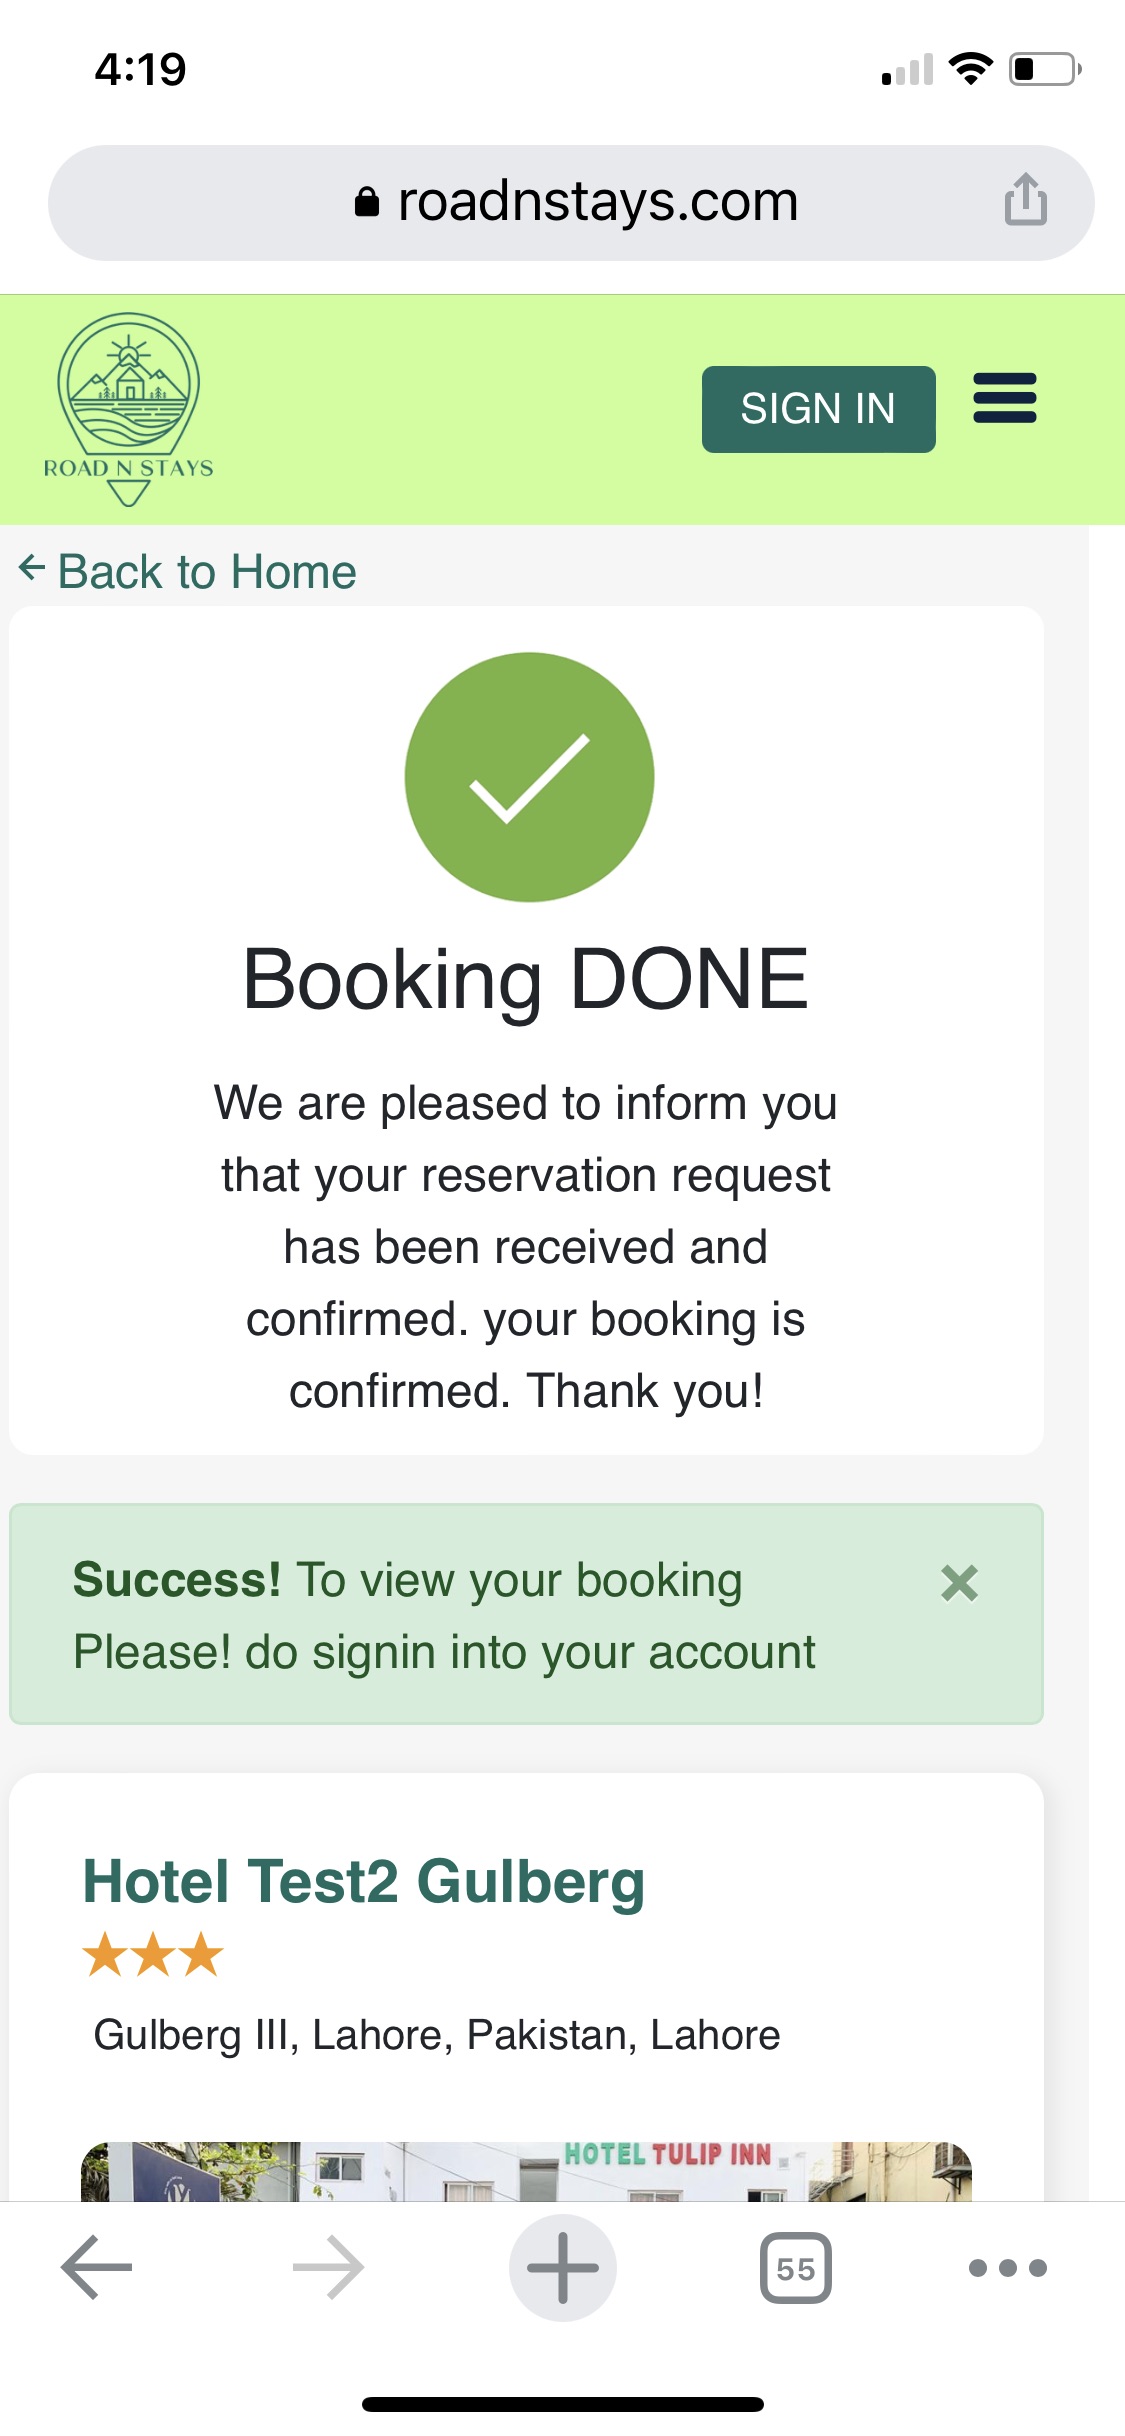 4:19
roadnstays.com
ROAD N STAYS
SIGN IN
Back to Home
Booking DONE
We are pleased to inform you
that your reservation request
has been received and
confirmed. your booking is
confirmed. Thank you!
Success! To view your booking
Please! do signin into your account
Hotel Test2 Gulberg
Gulberg III, Lahore, Pakistan, Lahore
HOTEL TULIP INN
55